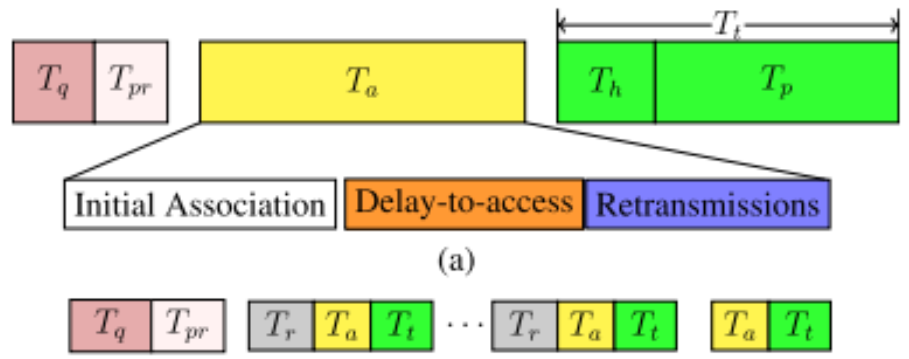 T_t
T_q T_pr T_a T_h T_p
Initial Association Delay-to-access Retransmissions
(a)
T_q T_pr T_r T_a T_t ... T_r T_a T_t T_a T_t